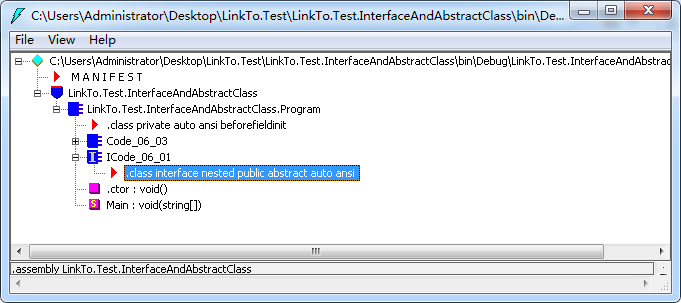 C:\Users\Administrator\Desktop\LinkTo.Test\LinkTo.Test.InterfaceAndAbstractClass\bin\De...
File View Help
C:\Users\Administrator\Desktop\LinkTo.Test\LinkTo.Test.InterfaceAndAbstractClass\bin\Debug\LinkTo.Test.InterfaceAndAbstrac
M A N I F E S T
LinkTo.Test.InterfaceAndAbstractClass
LinkTo.Test.InterfaceAndAbstractClass.Program
.class private auto ansi beforefieldinit
Code_06_03
ICode_06_01
.class interface nested public abstract auto ansi
.ctor : void()
Main : void(string[])
.assembly LinkTo.Test.InterfaceAndAbstractClass